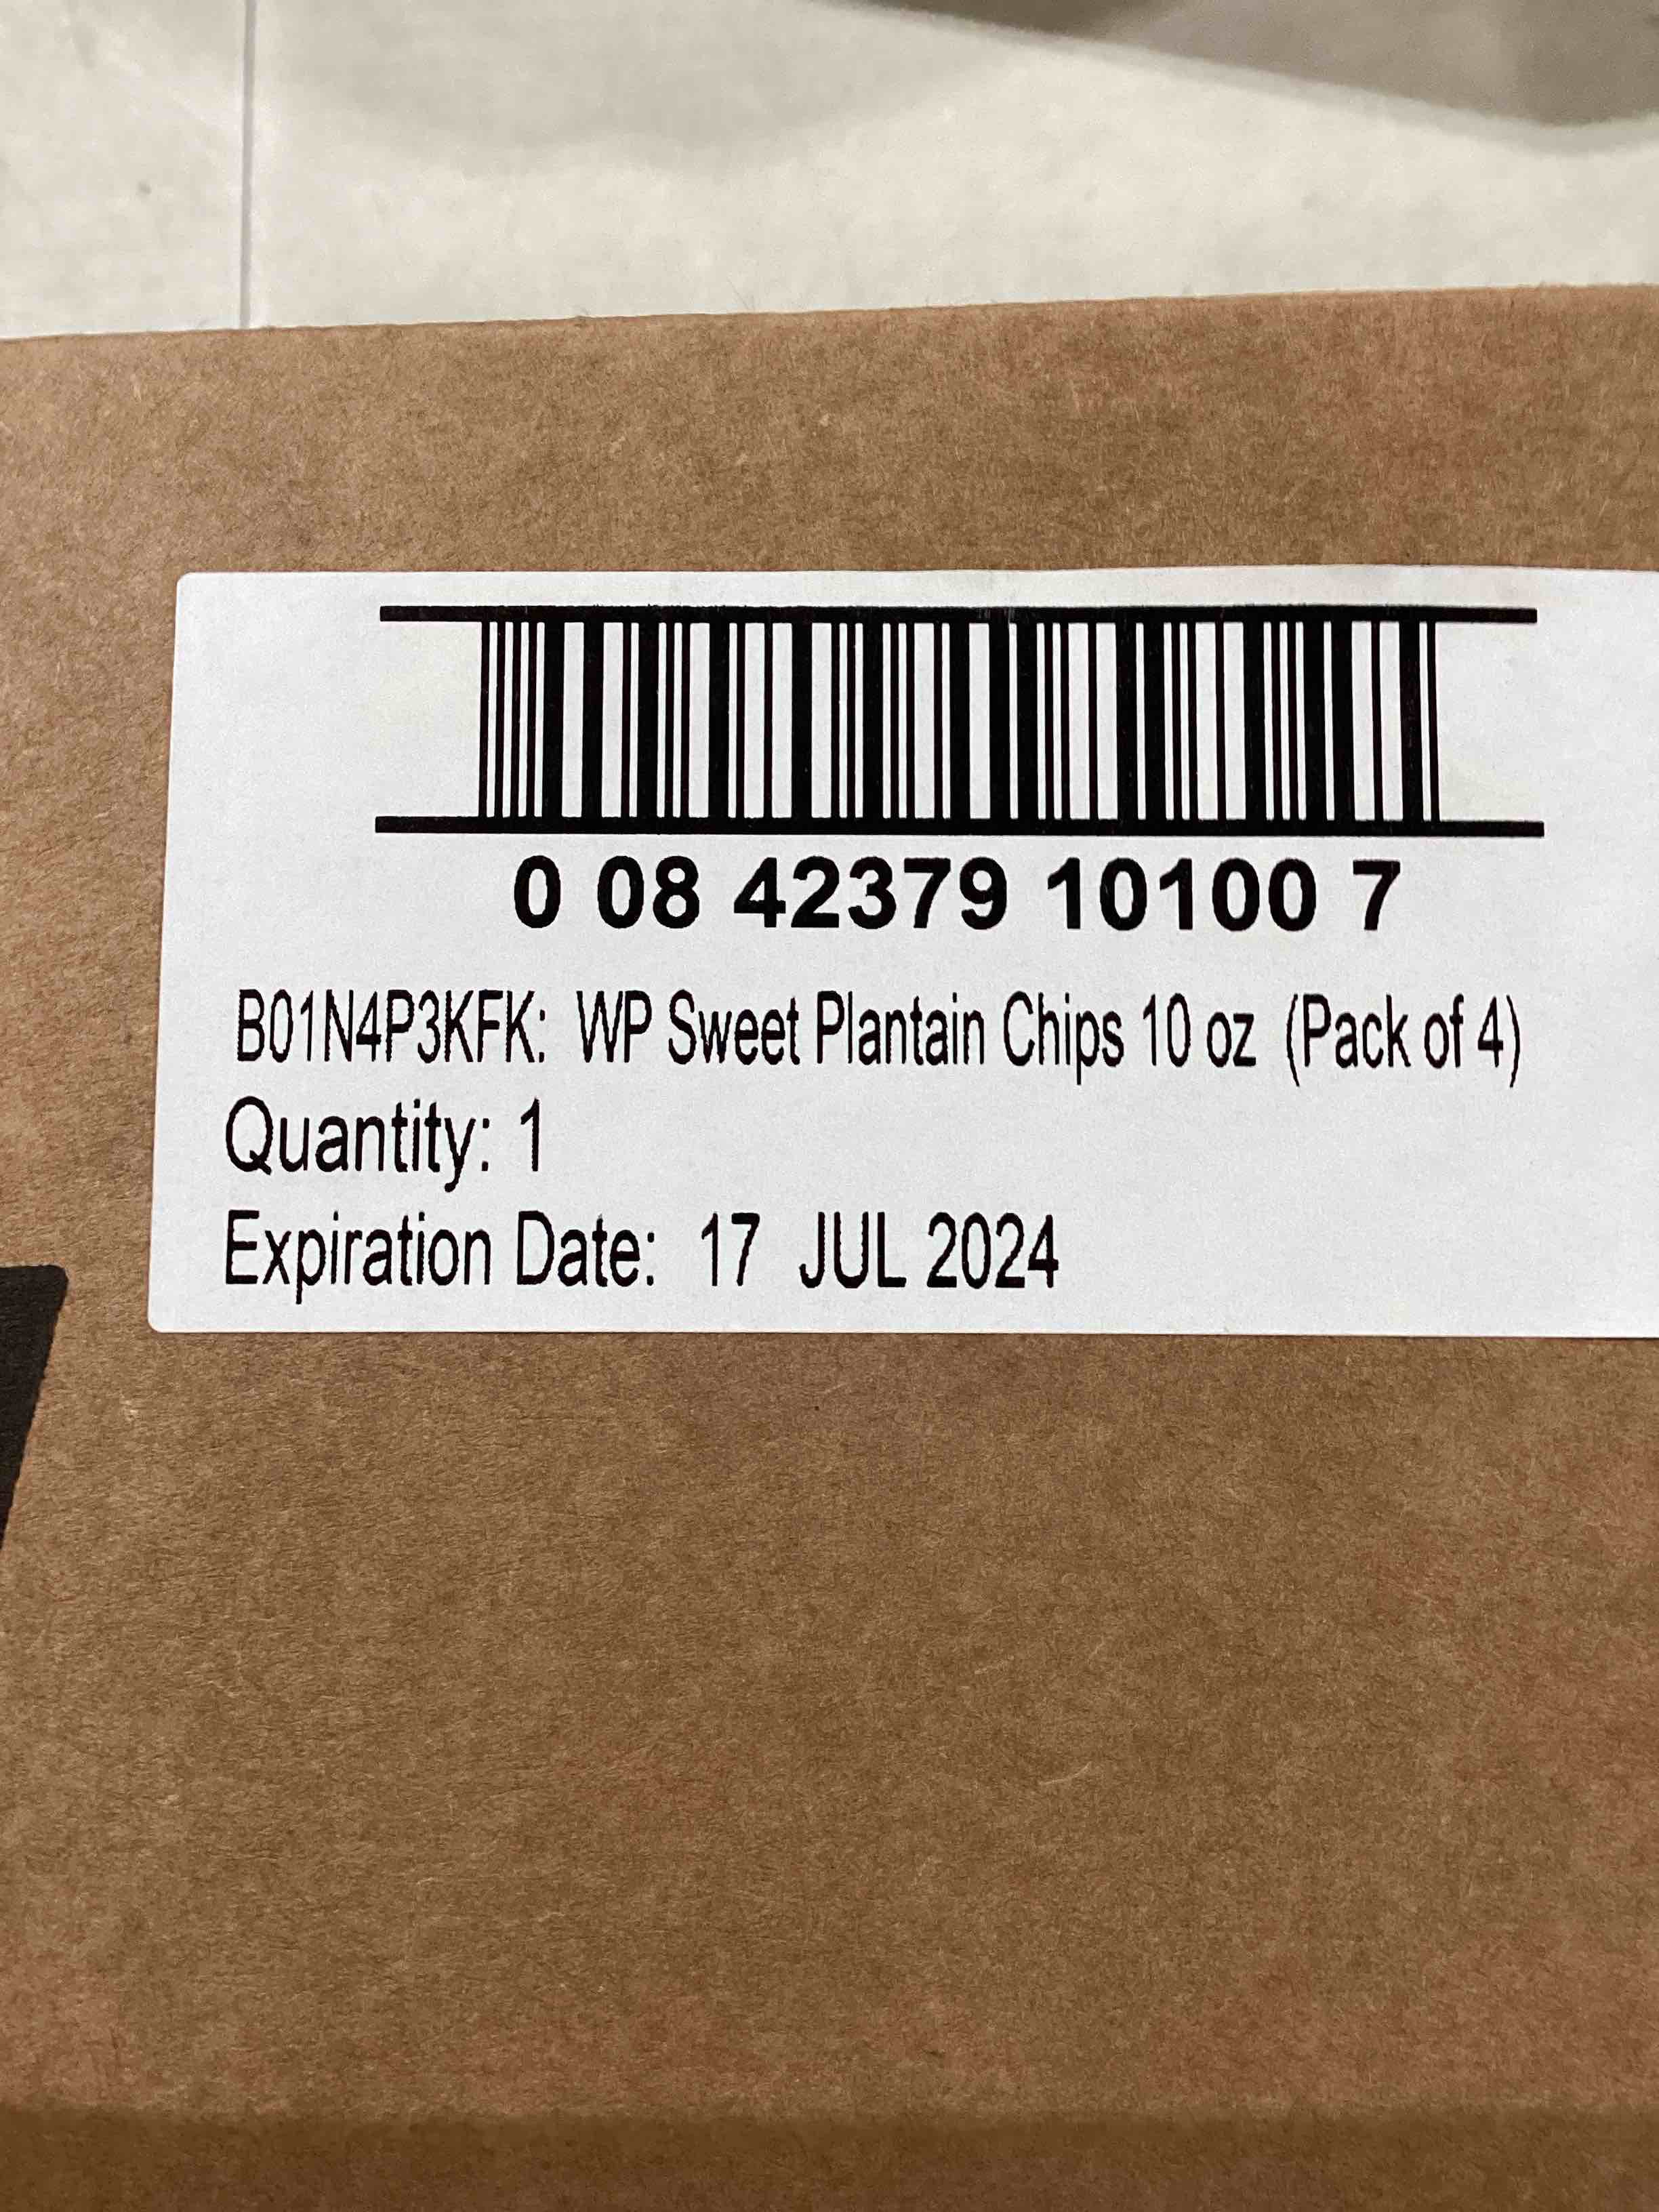 0 08 42379 10100 7
B01N4P3KFK: WP Sweet Plantain Chips 10 oz (Pack of 4)
Quantity: 1
Expiration Date: 17 JUL 2024